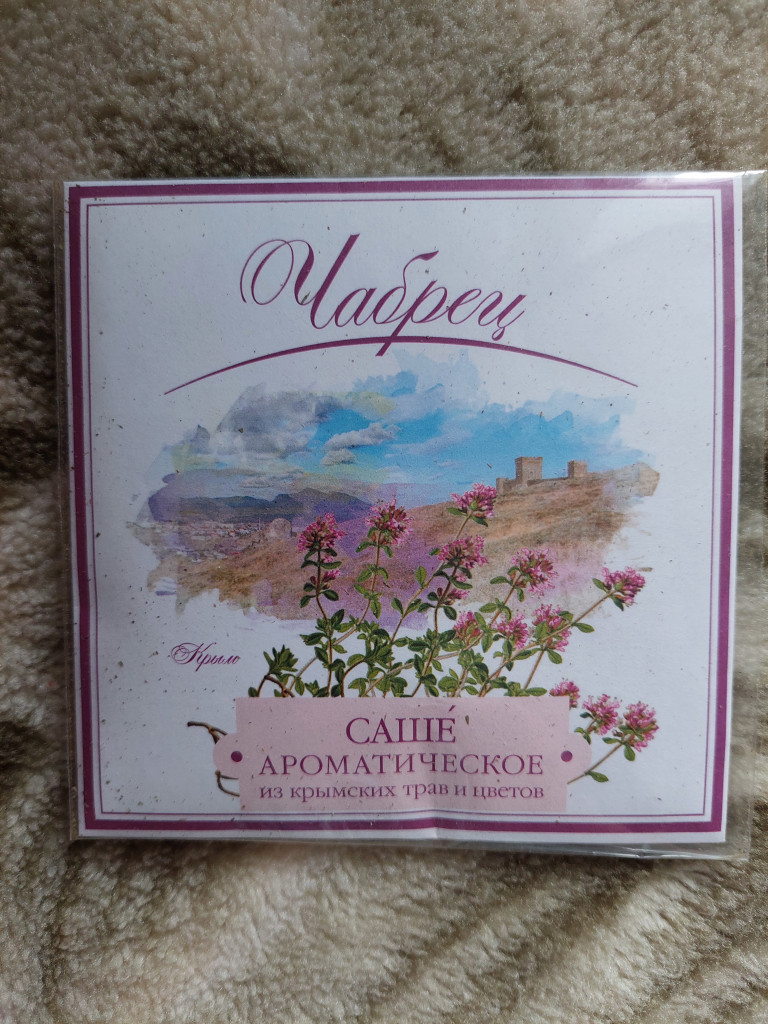 Чабрец
Крым
САШЕ́
АРОМАТИЧЕСКОЕ
из крымских трав и цветов